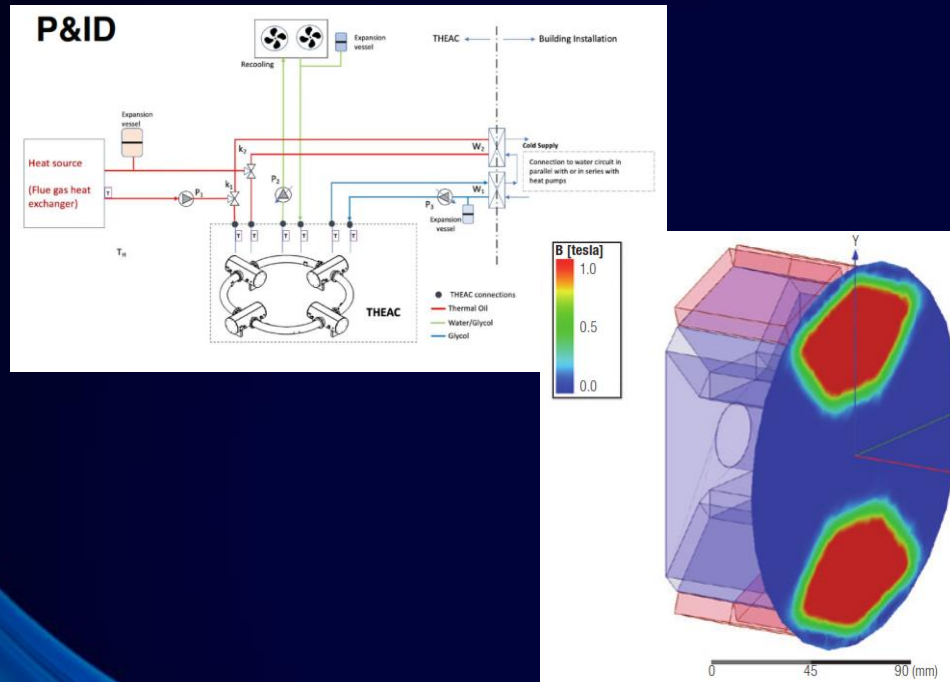 P&ID
Expansion
vessel
Recooling
THEAC
Building Installation
Expansion
vessel
Heat source
(Flue gas heat
exchanger)
T
P₁
k₁
k₂
P₂
W₂
Cold Supply
Connection to water circuit in
parallel with or in series with
heat pumps
W₁
P₃
Expansion
vessel
T
T
T
T
T
T
THEAC
THEAC connections
Thermal Oil
Water/Glycol
Glycol
B [tesla]
1.0
0.5
0.0
Y
0 45 90 (mm)